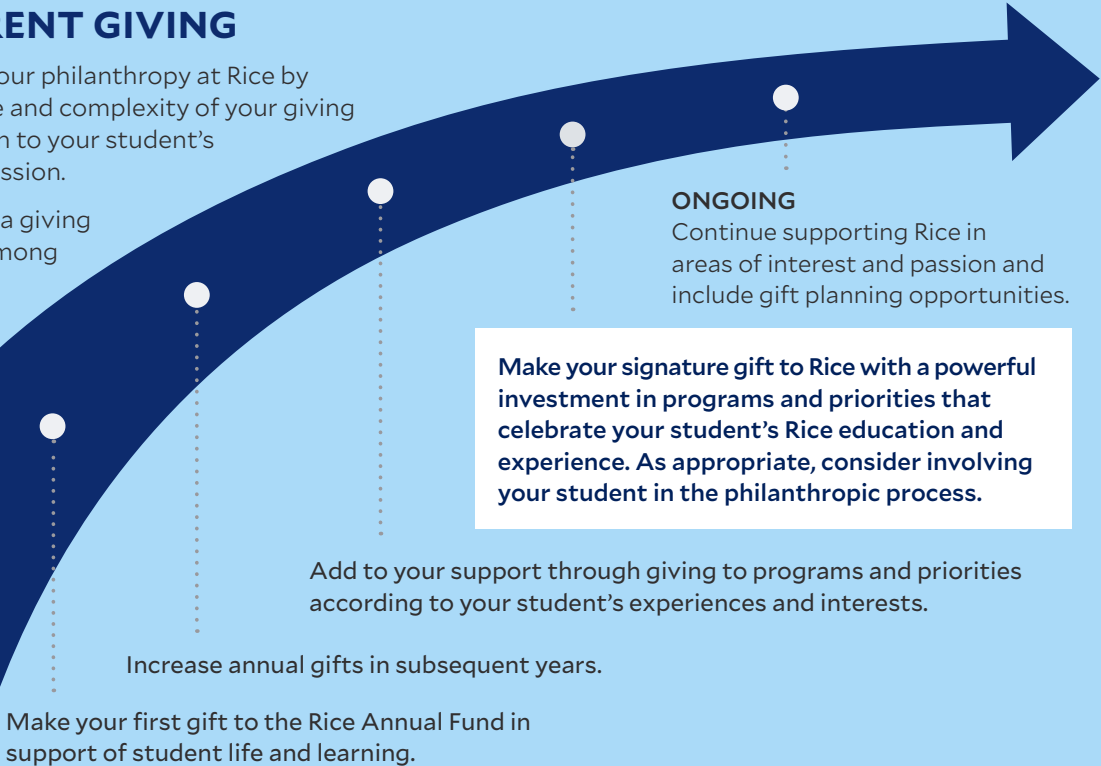 RENT GIVING
our philanthropy at Rice by
e and complexity of your giving
n to your student’s
ssion.
a giving
mong
ONGOING
Continue supporting Rice in
areas of interest and passion and
include gift planning opportunities.
Make your signature gift to Rice with a powerful
investment in programs and priorities that
celebrate your student’s Rice education and
experience. As appropriate, consider involving
your student in the philanthropic process.
Add to your support through giving to programs and priorities
according to your student’s experiences and interests.
Increase annual gifts in subsequent years.
Make your first gift to the Rice Annual Fund in
support of student life and learning.